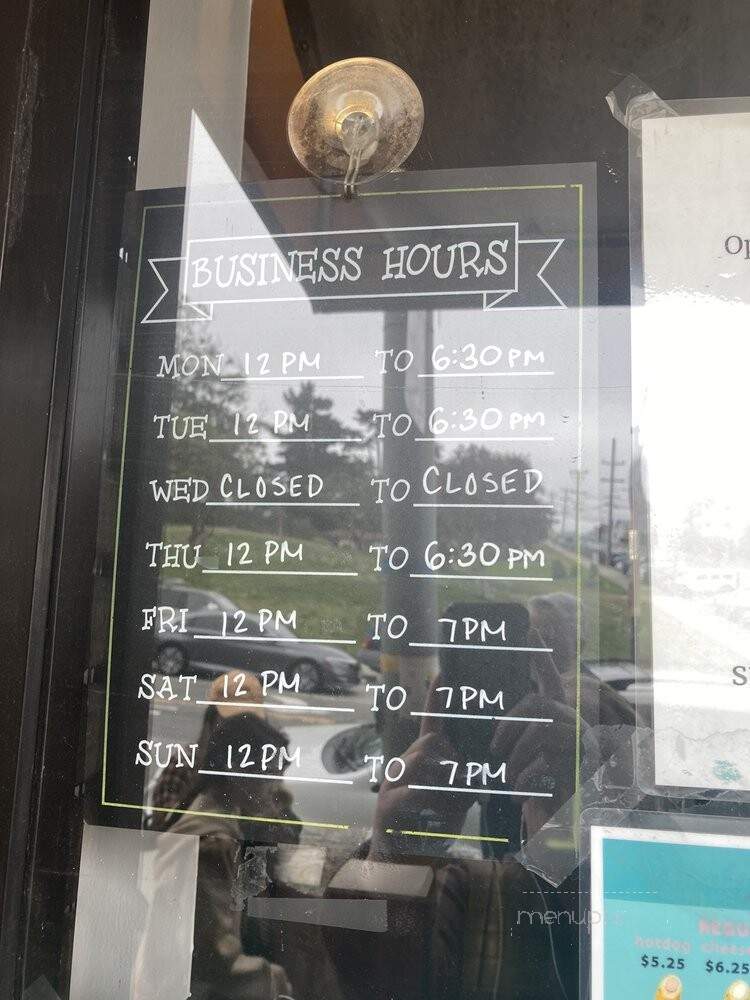 BUSINESS HOURS
MON 12 PM TO 6:30 PM
TUE 12 PM TO 6:30 PM
WED CLOSED TO CLOSED
THU 12 PM TO 6:30 PM
FRI 12 PM TO 7PM
SAT 12 PM TO 7PM
SUN 12PM TO 7PM
hotdog
$5.25 $6.25